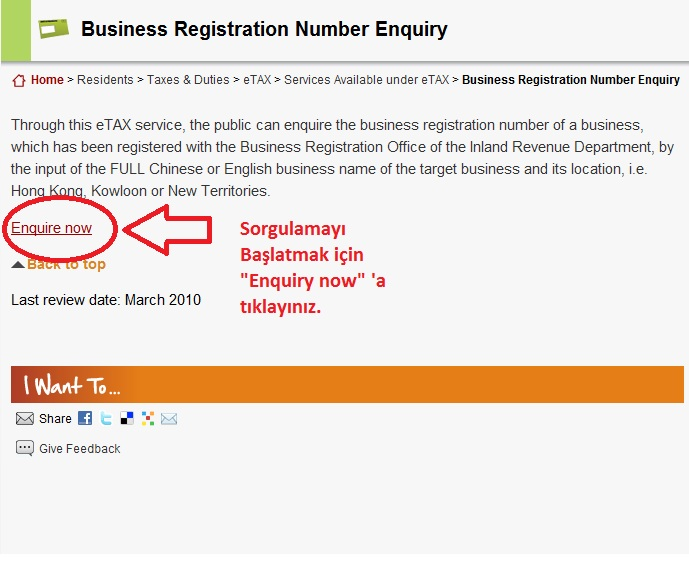 Business Registration Number Enquiry
Home > Residents > Taxes & Duties > eTAX > Services Available under eTAX > Business Registration Number Enquiry
Through this eTAX service, the public can enquire the business registration number of a business,
which has been registered with the Business Registration Office of the Inland Revenue Department, by
the input of the FULL Chinese or English business name of the target business and its location, i.e.
Hong Kong, Kowloon or New Territories.
Enquire now
Sorgulamayı
Başlatmak için
"Enquiry now" 'a
tıklayınız.
Back to top
Last review date: March 2010
I Want To...
Share
Give Feedback